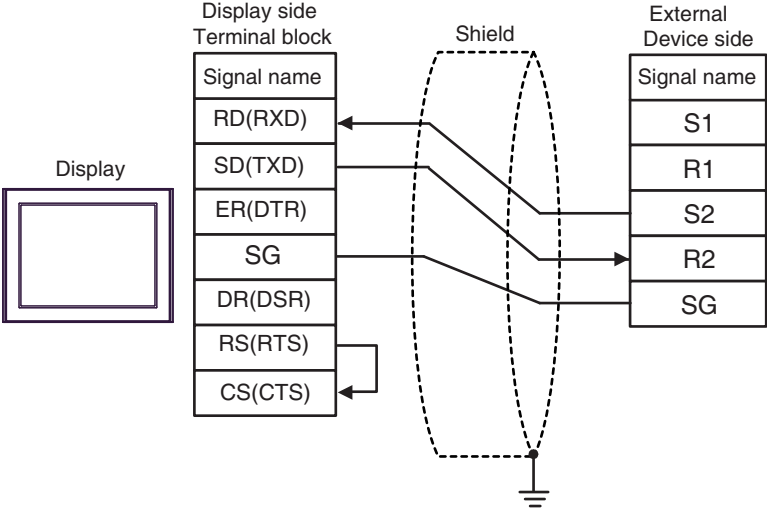 Display side
Terminal block
Shield
External
Device side
Signal name
Signal name
RD(RXD)
S1
SD(TXD)
R1
Display
ER(DTR)
S2
SG
R2
DR(DSR)
SG
RS(RTS)
CS(CTS)